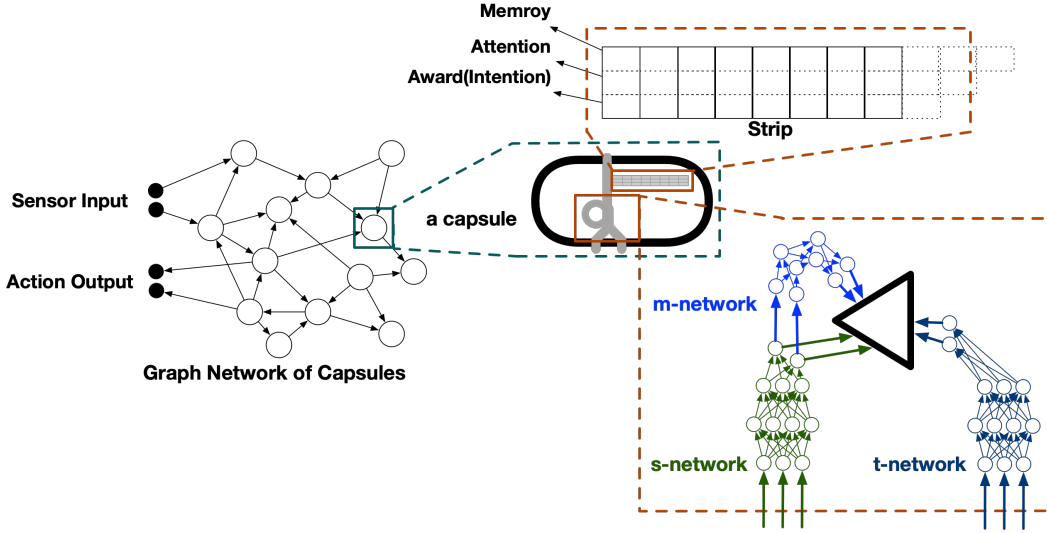 Memroy
Attention
Award(Intention)
Strip
Sensor Input
a capsule
Action Output
m-network
Graph Network of Capsules
s-network
t-network